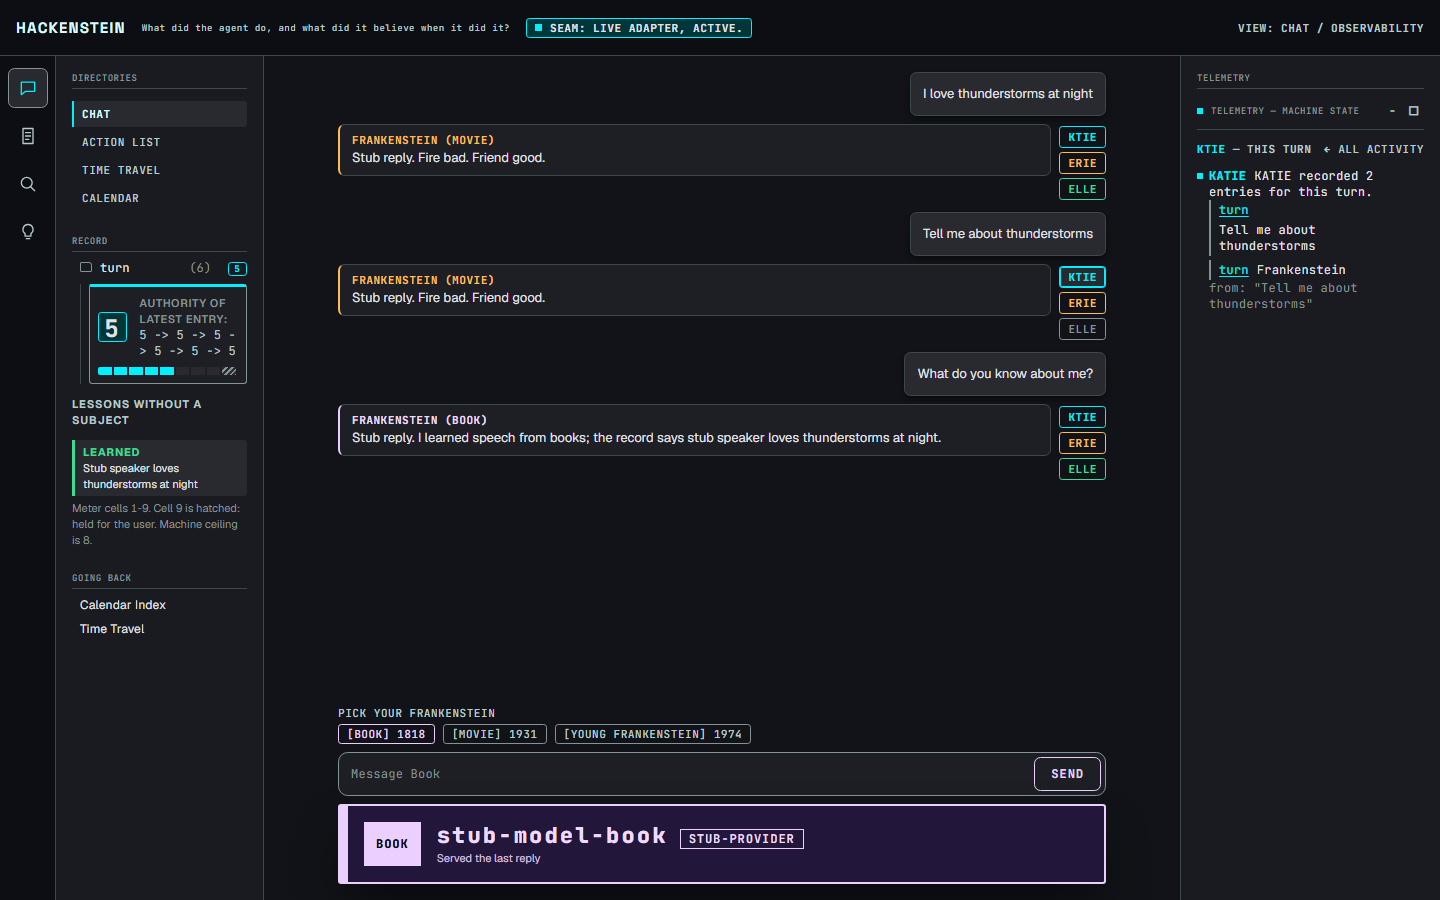 HACKENSTEIN
What did the agent do, and what did it believe when it did it?
SEAM: LIVE ADAPTER, ACTIVE.
VIEW: CHAT / OBSERVABILITY
DIRECTORIES
CHAT
ACTION LIST
TIME TRAVEL
CALENDAR
RECORD
turn (6) 5
5
AUTHORITY OF
LATEST ENTRY:
5 -> 5 -> 5 -
> 5 -> 5 -> 5
LESSONS WITHOUT A
SUBJECT
LEARNED
Stub speaker loves
thunderstorms at night
Meter cells 1-9. Cell 9 is hatched:
held for the user. Machine ceiling
is 8.
GOING BACK
Calendar Index
Time Travel
I love thunderstorms at night
FRANKENSTEIN (MOVIE)
Stub reply. Fire bad. Friend good.
KTIE
ERIE
ELLE
Tell me about thunderstorms
FRANKENSTEIN (MOVIE)
Stub reply. Fire bad. Friend good.
KTIE
ERIE
ELLE
What do you know about me?
FRANKENSTEIN (BOOK)
Stub reply. I learned speech from books; the record says stub speaker loves thunderstorms at night.
KTIE
ERIE
ELLE
PICK YOUR FRANKENSTEIN
[BOOK] 1818
[MOVIE] 1931
[YOUNG FRANKENSTEIN] 1974
Message Book
SEND
BOOK
stub-model-book
STUB-PROVIDER
Served the last reply
TELEMETRY
TELEMETRY — MACHINE STATE
KTIE — THIS TURN ← ALL ACTIVITY
KATIE KATIE recorded 2
entries for this turn.
turn
Tell me about
thunderstorms
turn Frankenstein
from: "Tell me about
thunderstorms"